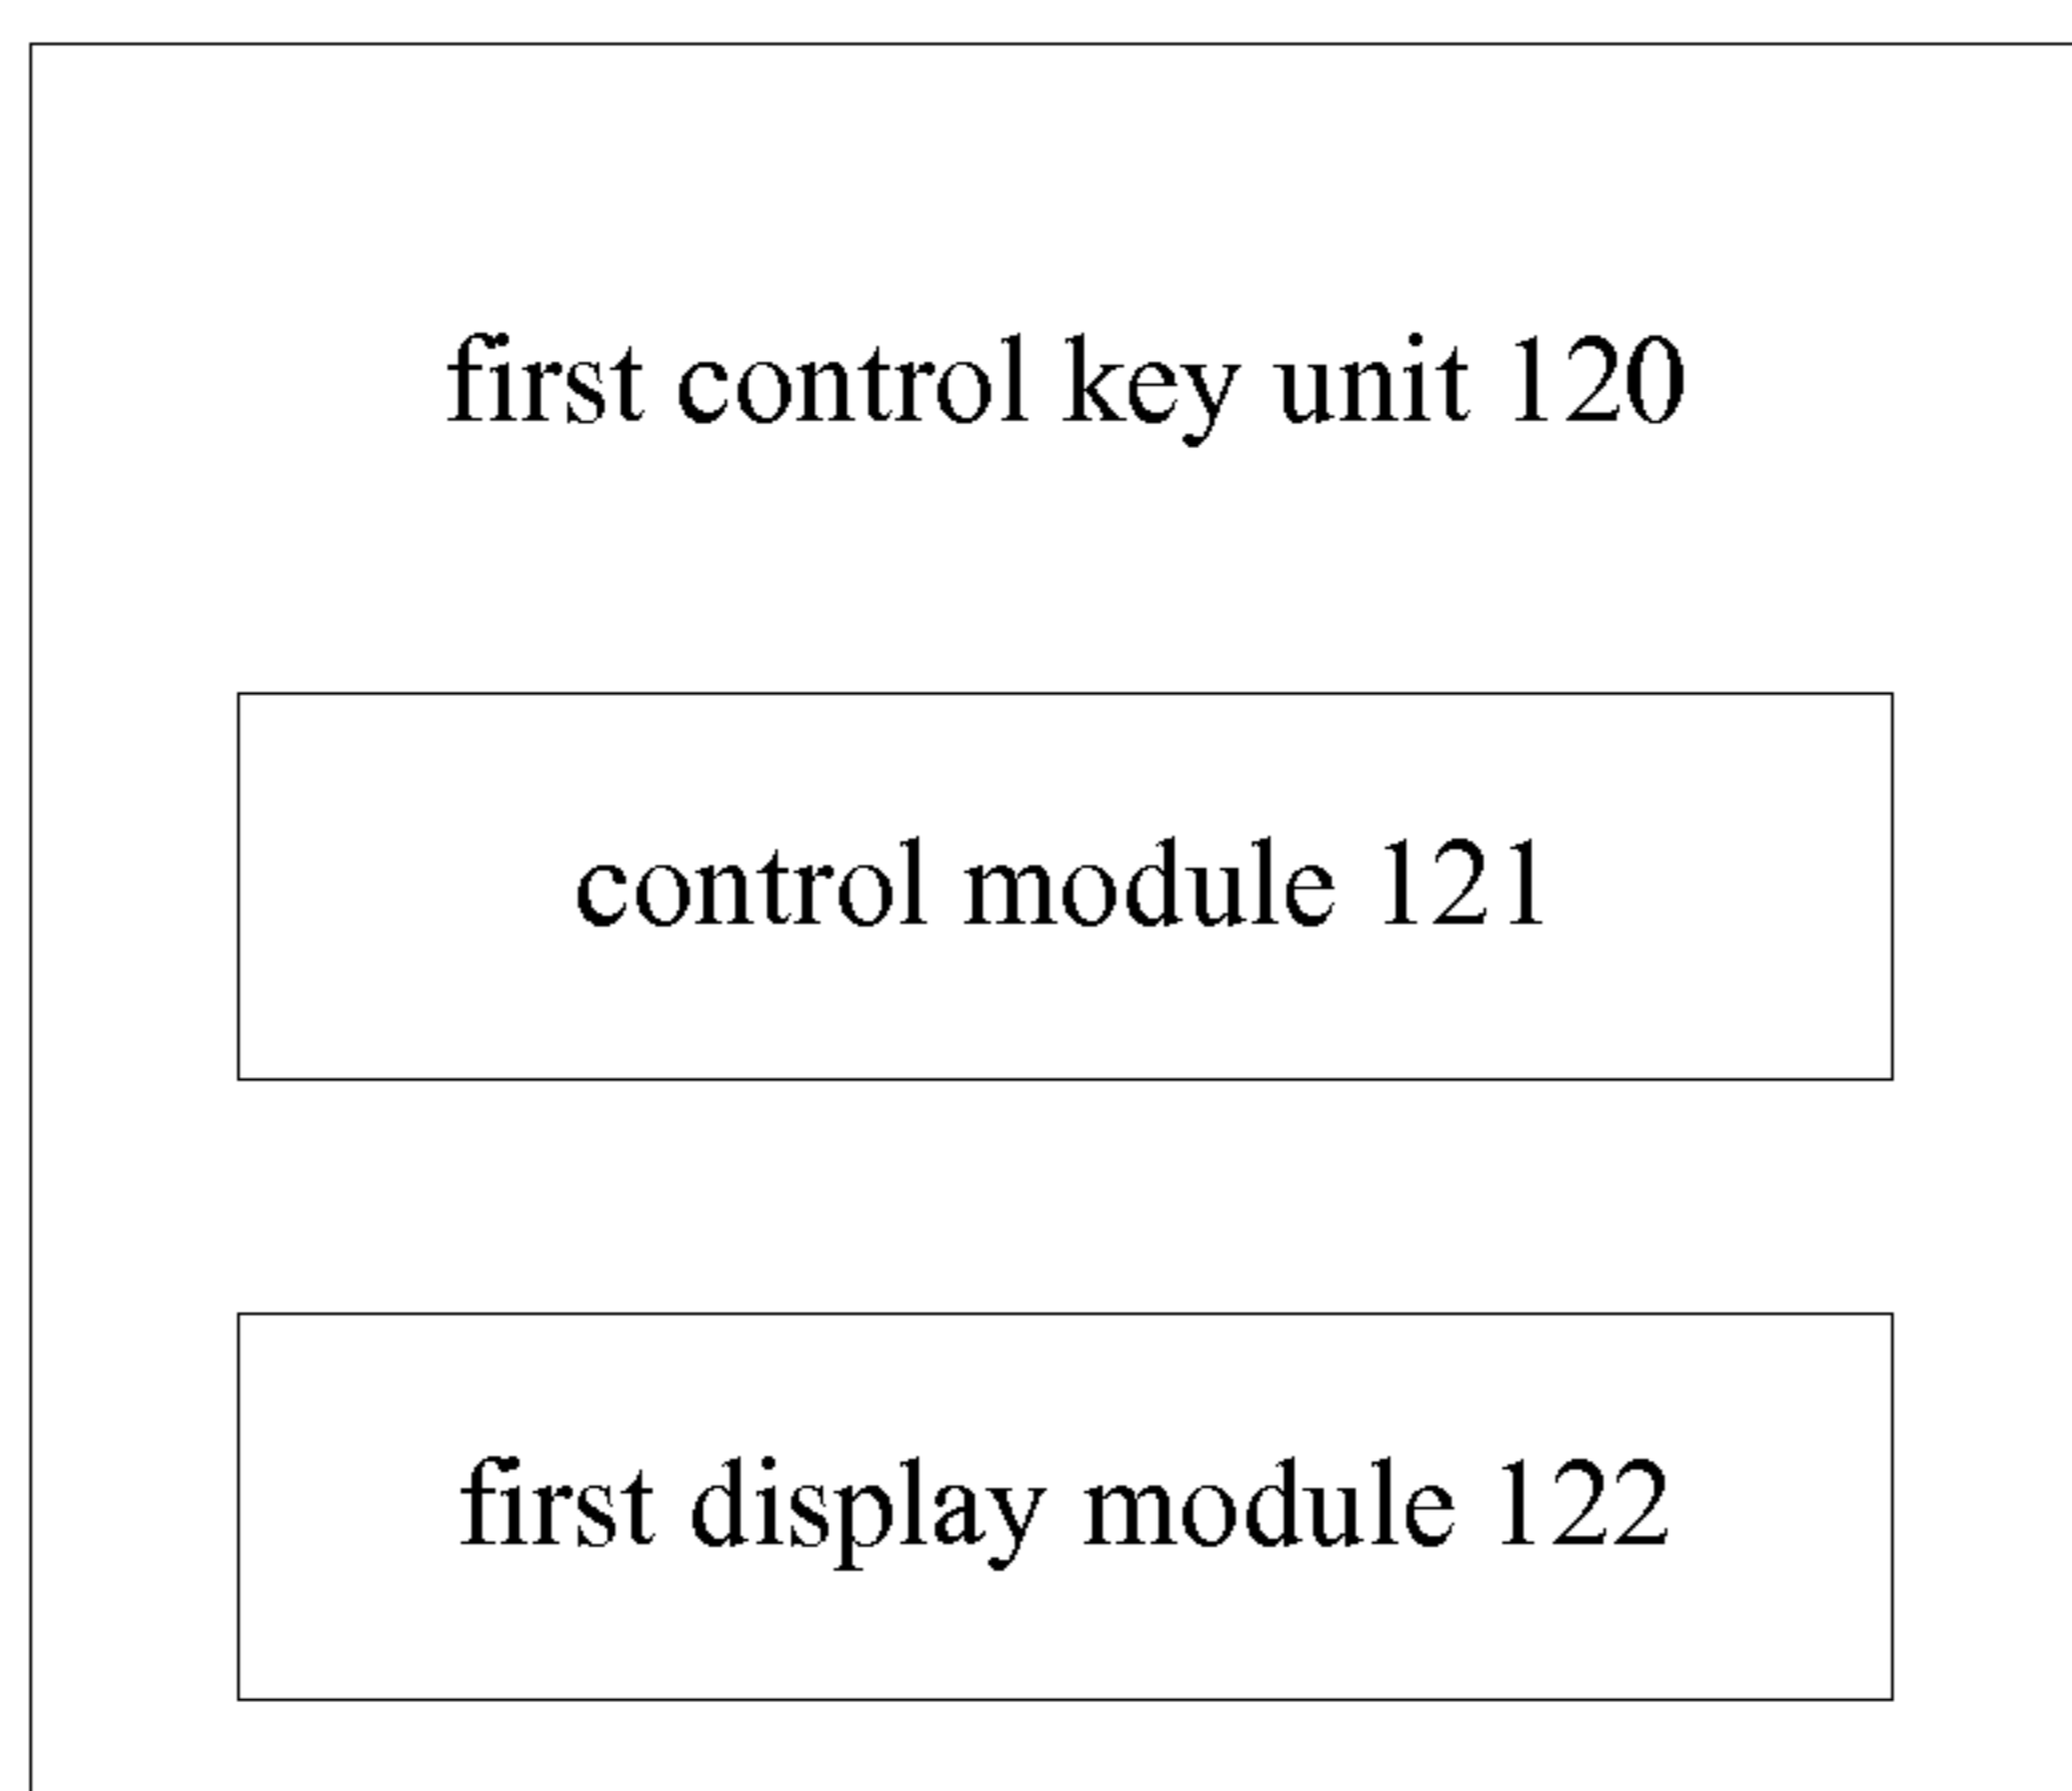 first control key unit 120
control module 121
first display module 122